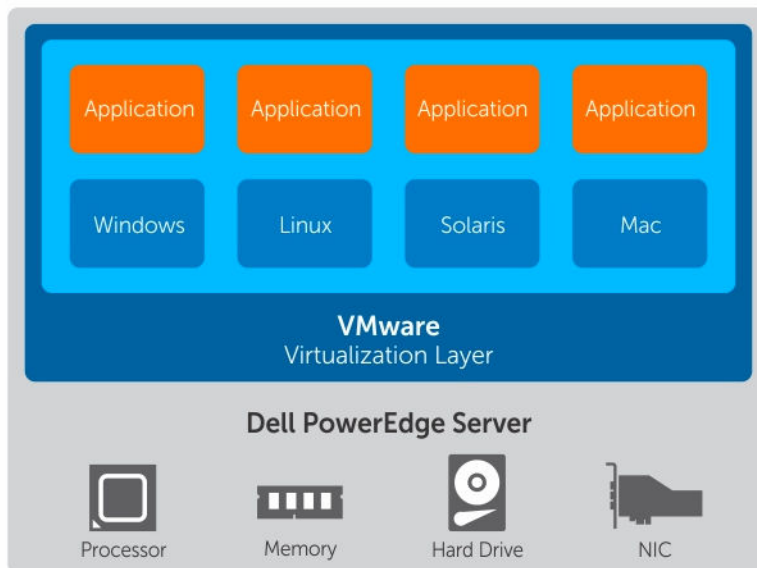 Application Application Application Application
Windows Linux Solaris Mac
VMware
Virtualization Layer
Dell PowerEdge Server
Processor Memory Hard Drive NIC